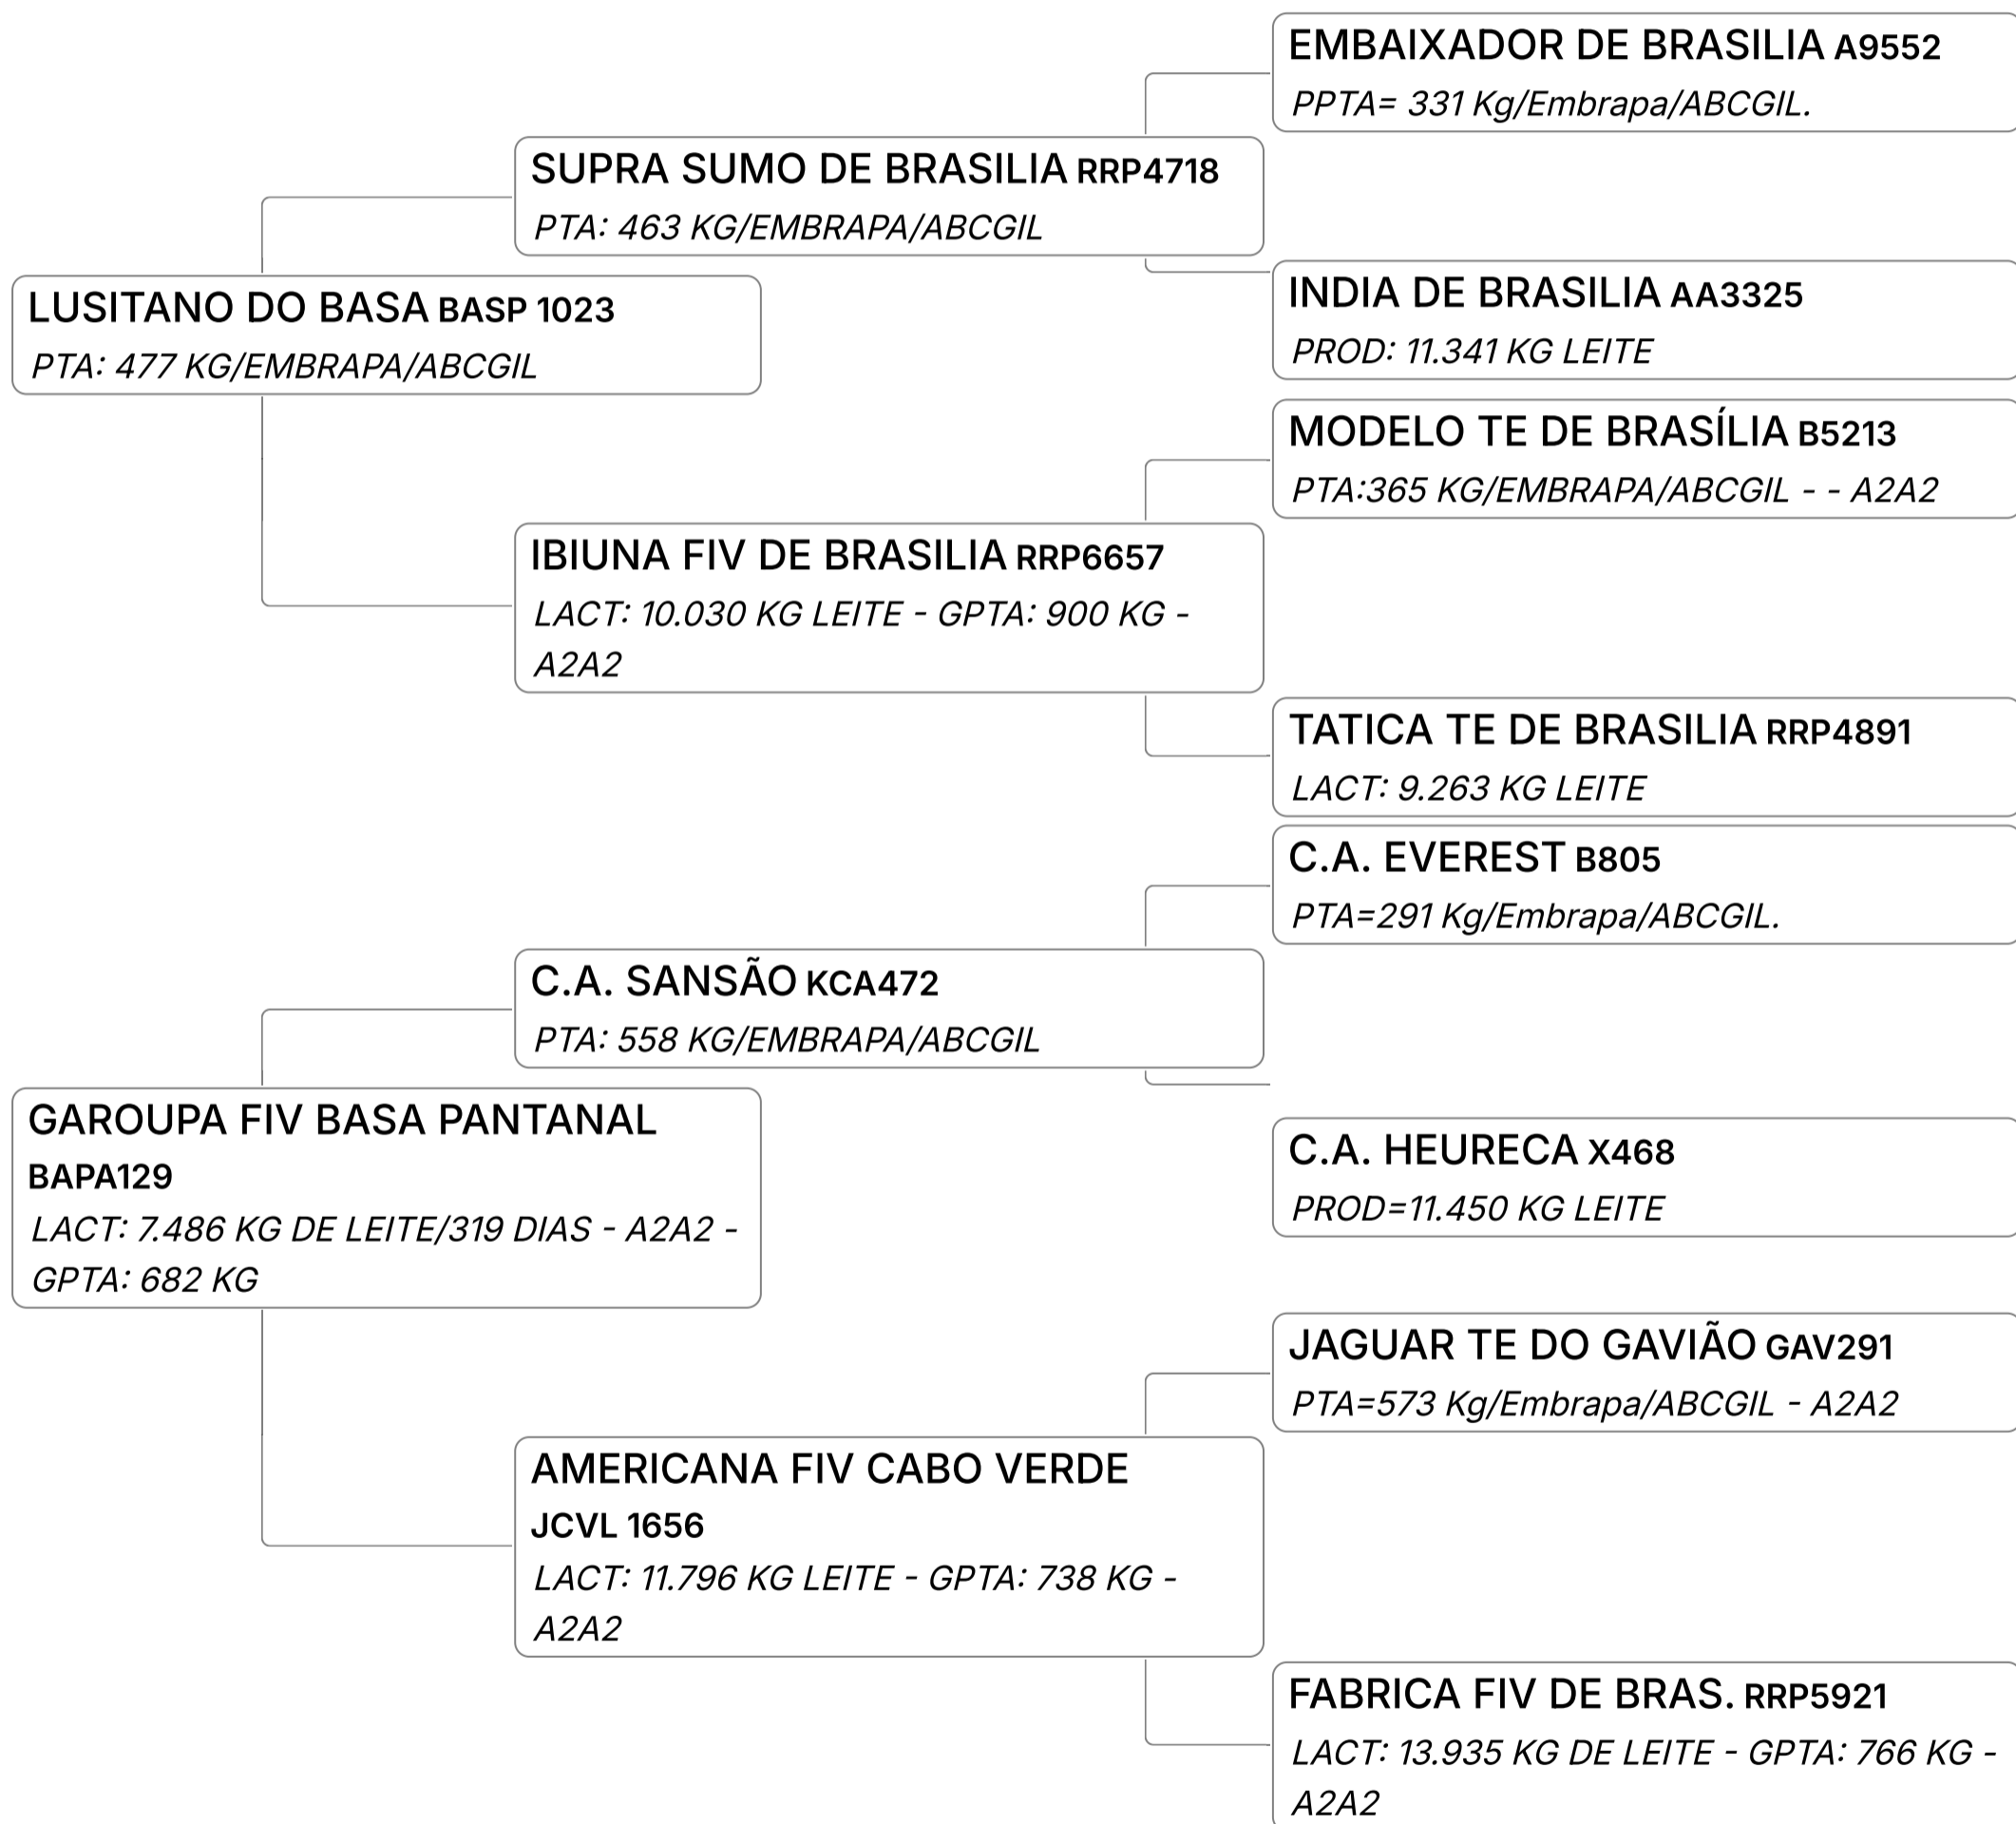 EMBAIXADOR DE BRASILIA A9552
PPTA= 331 Kg/Embrapa/ABCGIL.
SUPRA SUMO DE BRASILIA RRP4718
PTA: 463 KG/EMBRAPA/ABCGIL
INDIA DE BRASILIA AA3325
PROD: 11.341 KG LEITE
LUSITANO DO BASA BASP 1023
PTA: 477 KG/EMBRAPA/ABCGIL
MODELO TE DE BRASÍLIA B5213
PTA:365 KG/EMBRAPA/ABCGIL - - A2A2
IBIUNA FIV DE BRASILIA RRP6657
LACT: 10.030 KG LEITE - GPTA: 900 KG -
A2A2
TATICA TE DE BRASILIA RRP4891
LACT: 9.263 KG LEITE
C.A. EVEREST B805
PTA=291 Kg/Embrapa/ABCGIL.
C.A. SANSÃO KCA472
PTA: 558 KG/EMBRAPA/ABCGIL
GAROUPA FIV BASA PANTANAL
BAPA129
LACT: 7.486 KG DE LEITE/319 DIAS - A2A2 -
GPTA: 682 KG
C.A. HEURECA X468
PROD=11.450 KG LEITE
JAGUAR TE DO GAVIÃO GAV291
PTA=573 Kg/Embrapa/ABCGIL - A2A2
AMERICANA FIV CABO VERDE
JCVL 1656
LACT: 11.796 KG LEITE - GPTA: 738 KG -
A2A2
FABRICA FIV DE BRAS. RRP5921
LACT: 13.935 KG DE LEITE - GPTA: 766 KG -
A2A2